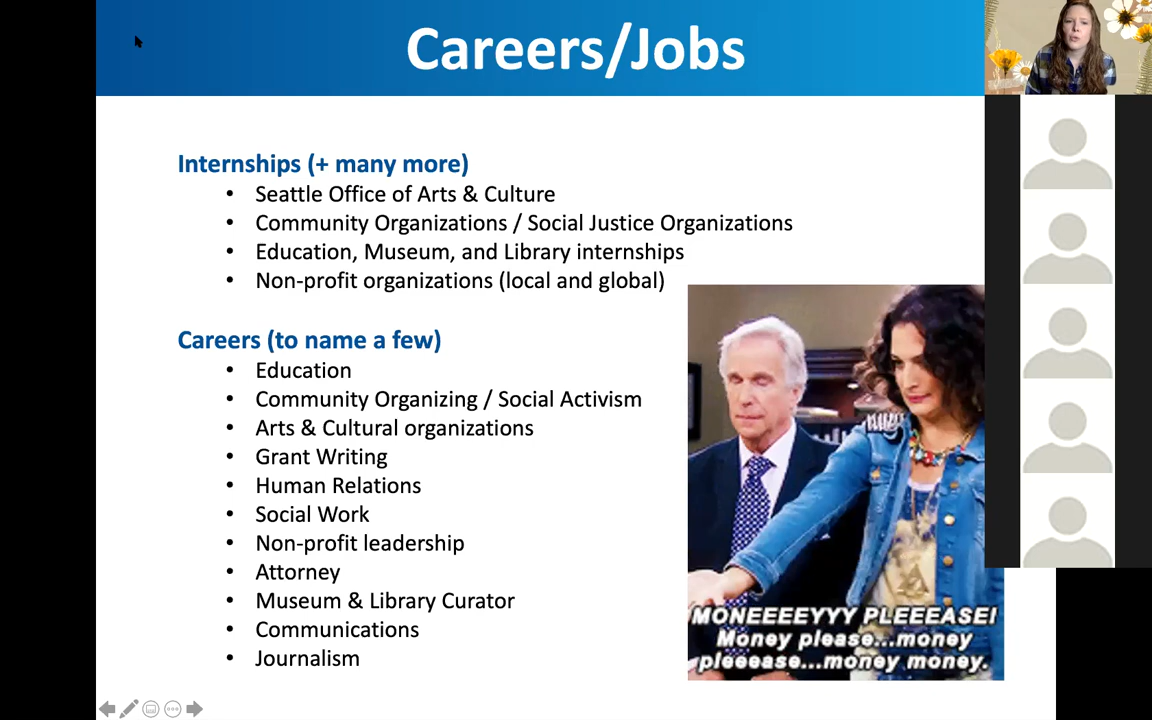 Careers/Jobs
Internships (+ many more)
• Seattle Office of Arts & Culture
• Community Organizations / Social Justice Organizations
• Education, Museum, and Library internships
• Non-profit organizations (local and global)
Careers (to name a few)
• Education
• Community Organizing / Social Activism
• Arts & Cultural organizations
• Grant Writing
• Human Relations
• Social Work
• Non-profit leadership
• Attorney
• Museum & Library Curator
• Communications
• Journalism
MONEEEEYYY PLEEEASE!
Money please...money
pleeease...money money.